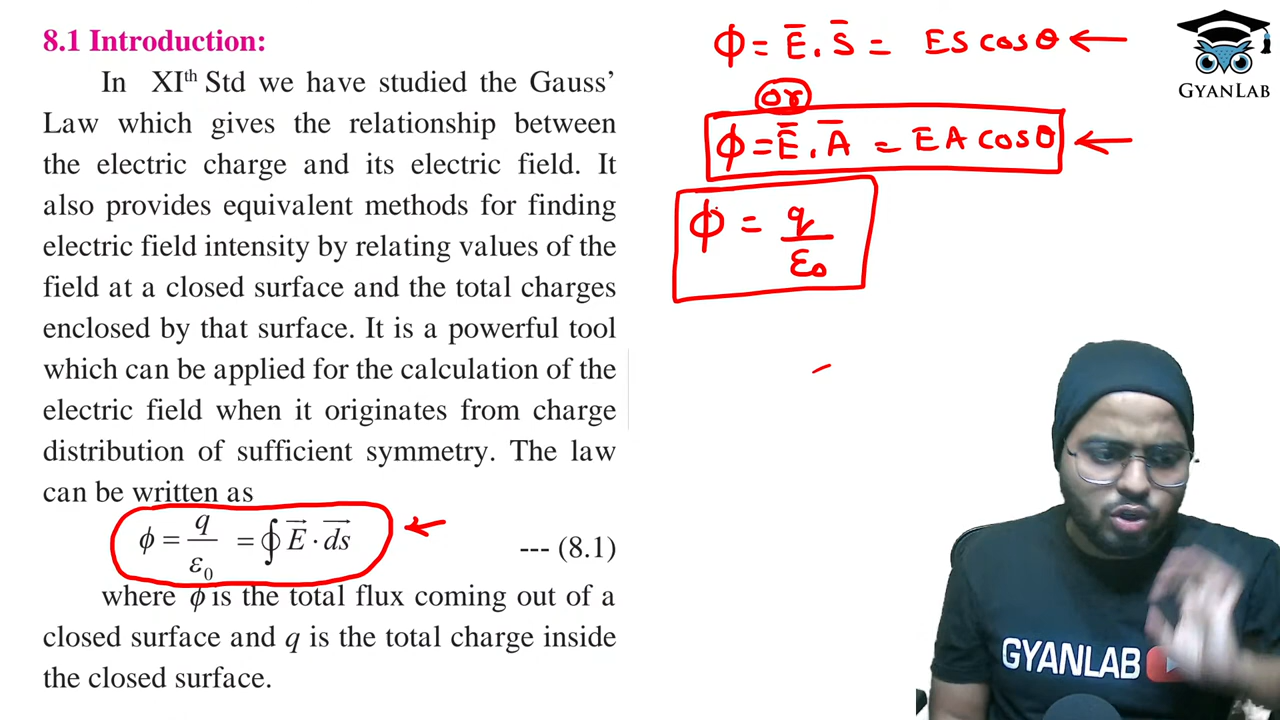 8.1 Introduction:
In XIth Std we have studied the Gauss’
Law which gives the relationship between
the electric charge and its electric field. It
also provides equivalent methods for finding
electric field intensity by relating values of the
field at a closed surface and the total charges
enclosed by that surface. It is a powerful tool
which can be applied for the calculation of the
electric field when it originates from charge
distribution of sufficient symmetry. The law
can be written as
ϕ = q/ε₀ = ∮ E⃗ · d⃗s --- (8.1)
where ϕ is the total flux coming out of a
closed surface and q is the total charge inside
the closed surface.
ϕ = E̅ . S̅ = ES cosθ
or
ϕ = E̅ . A̅ = EA cosθ
ϕ = q/ε₀
GYANLAB
GYANLAB